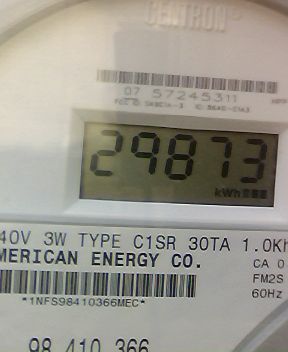 CENTRON®
07 57245311
29873
kWh
40V 3W TYPE C1SR 30TA 1.0Kh
MERICAN ENERGY CO.
CA 0
FM2S
60Hz
*1NFS98410366MEC*
98 410 366